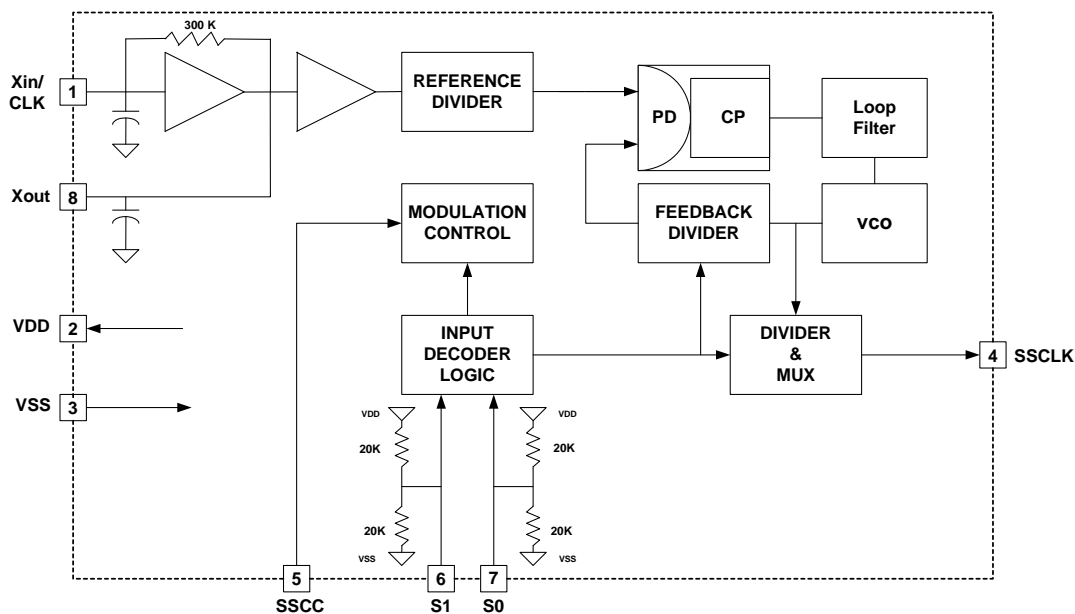 300 K
Xin/
CLK
1
REFERENCE
DIVIDER
PD
CP
Loop
Filter
Xout
8
MODULATION
CONTROL
FEEDBACK
DIVIDER
VCO
VDD
2
INPUT
DECODER
LOGIC
DIVIDER
&
MUX
4
SSCLK
VSS
3
VDD
VDD
20K
20K
20K
20K
VSS
VSS
5
6
7
SSCC
S1
S0